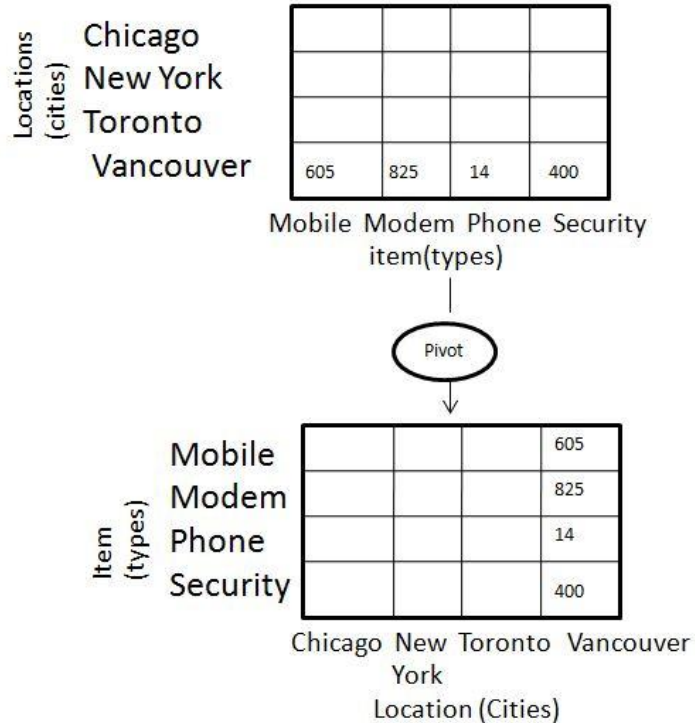 Locations
(cities)
Chicago
New York
Toronto
Vancouver
605 825 14 400
Mobile Modem Phone Security
item(types)
Pivot
Item
(types)
Mobile 605
Modem 825
Phone 14
Security 400
Chicago New Toronto Vancouver
York
Location (Cities)